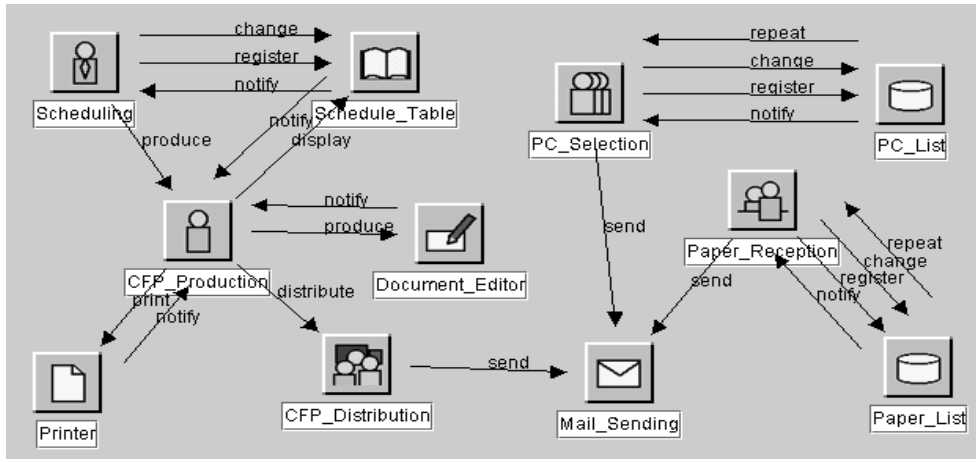 change
repeat
register
change
notify
register
notify
Scheduling
Schedule_Table
notify
display
produce
PC_Selection
PC_List
notify
produce
send
Paper_Reception
repeat
change
register
notify
send
CFP_Production
Document_Editor
print
notify
distribute
send
Printer
CFP_Distribution
Mail_Sending
Paper_List